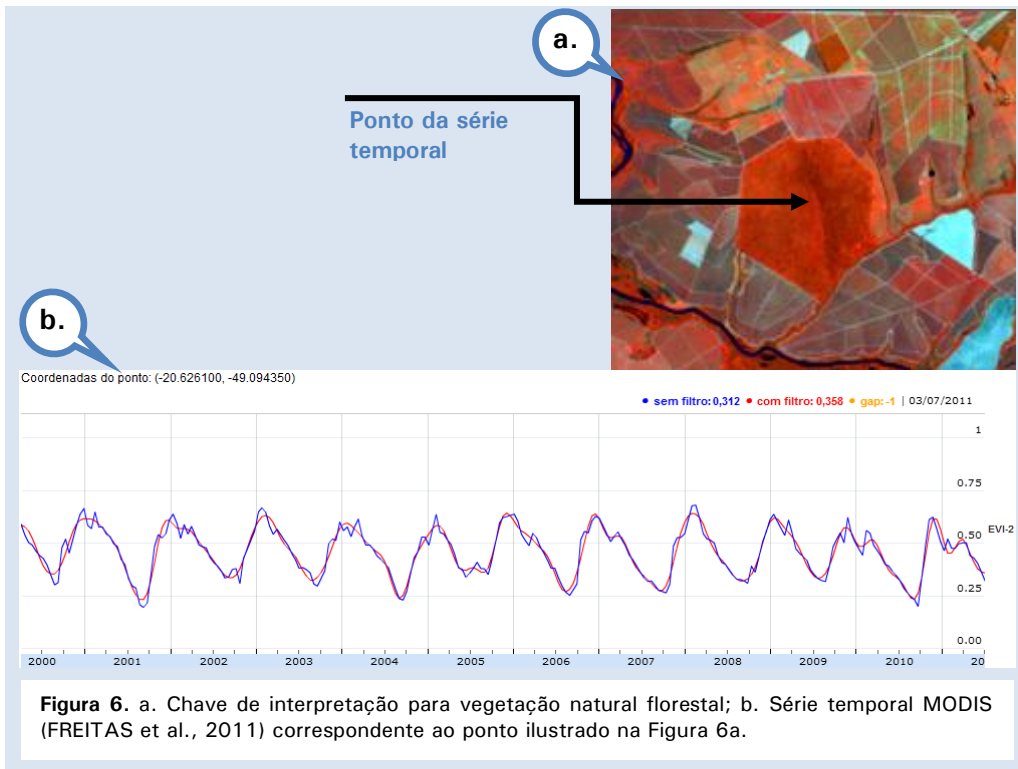 a.
Ponto da série
temporal
b.
Coordenadas do ponto: (-20.626100, -49.094350)
• sem filtro: 0,312 • com filtro: 0,358 • gap: -1 | 03/07/2011
1
0.75
EVI-2
0.50
0.25
0.00
2000 2001 2002 2003 2004 2005 2006 2007 2008 2009 2010 20
Figura 6. a. Chave de interpretação para vegetação natural florestal; b. Série temporal MODIS
(FREITAS et al., 2011) correspondente ao ponto ilustrado na Figura 6a.